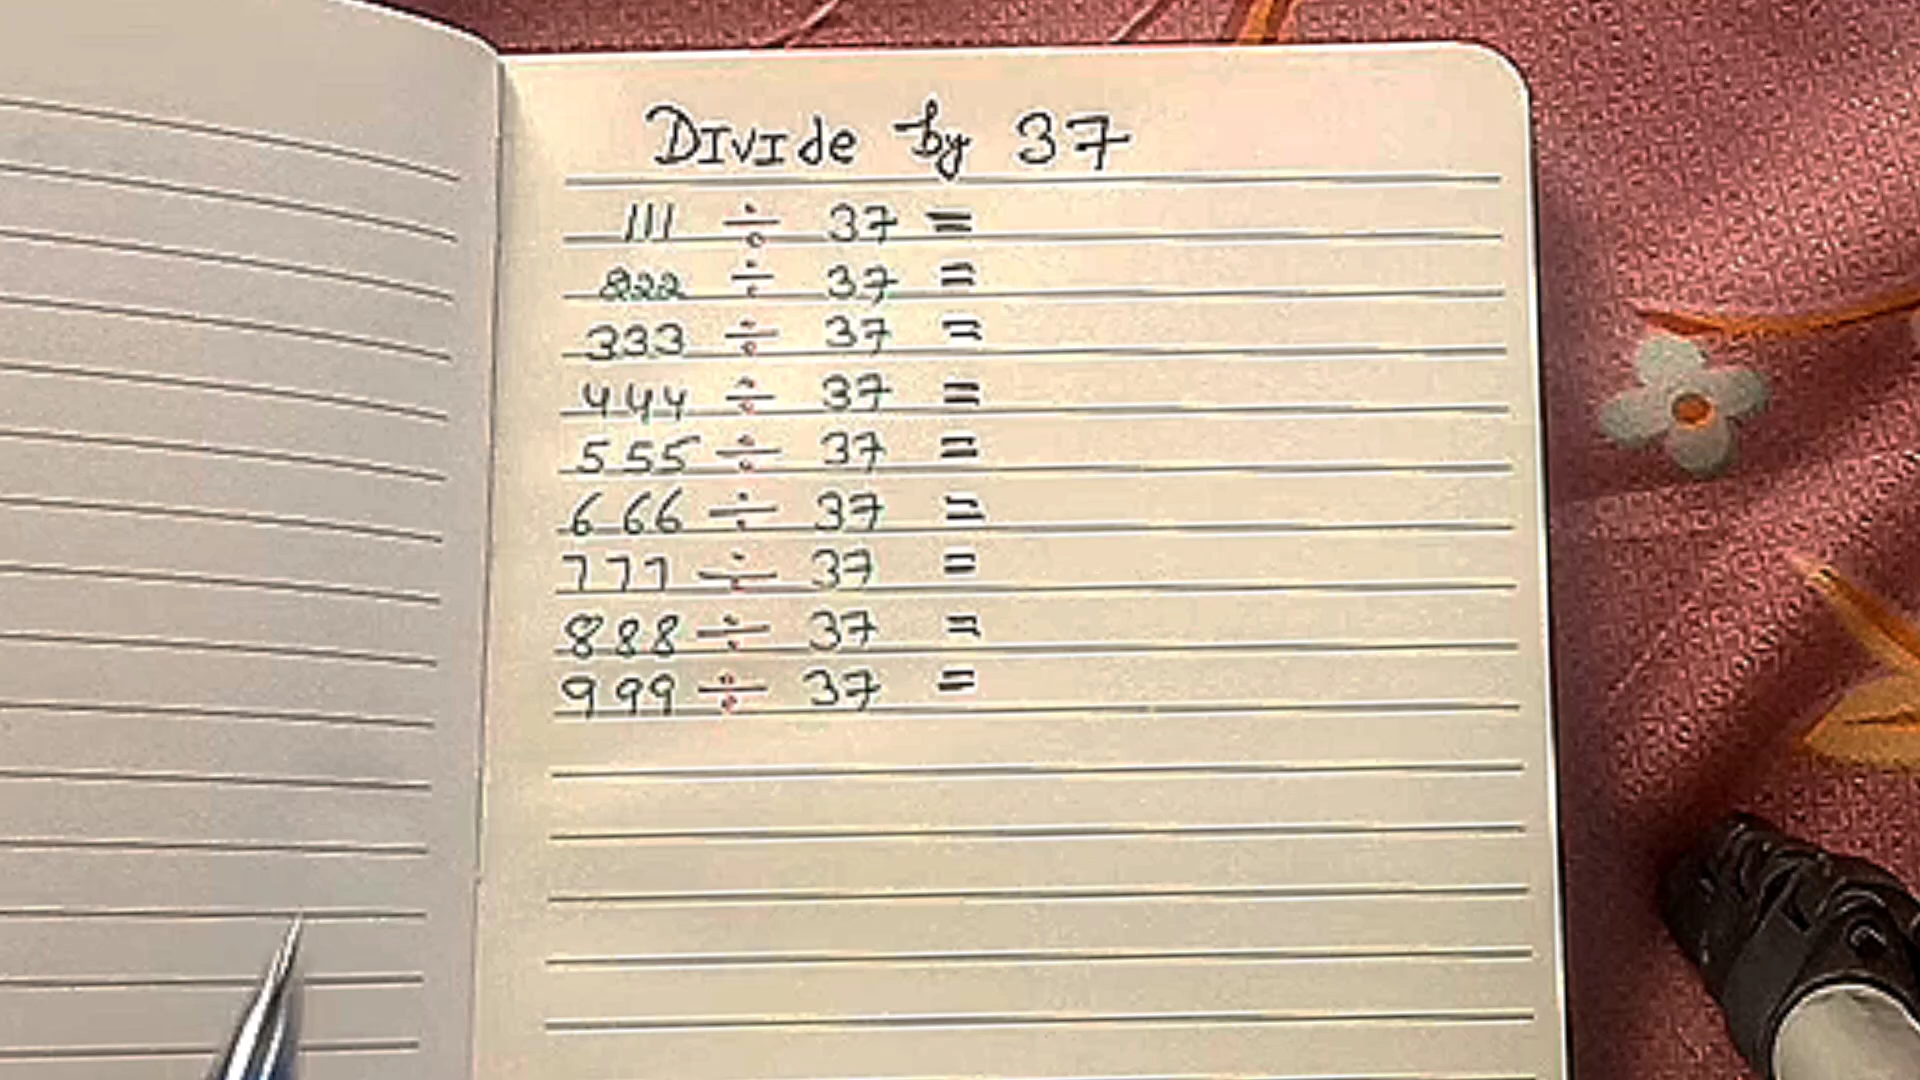 Divide by 37
111 ÷ 37 =
222 ÷ 37 =
333 ÷ 37 =
444 ÷ 37 =
555 ÷ 37 =
666 ÷ 37 =
777 ÷ 37 =
888 ÷ 37 =
999 ÷ 37 =